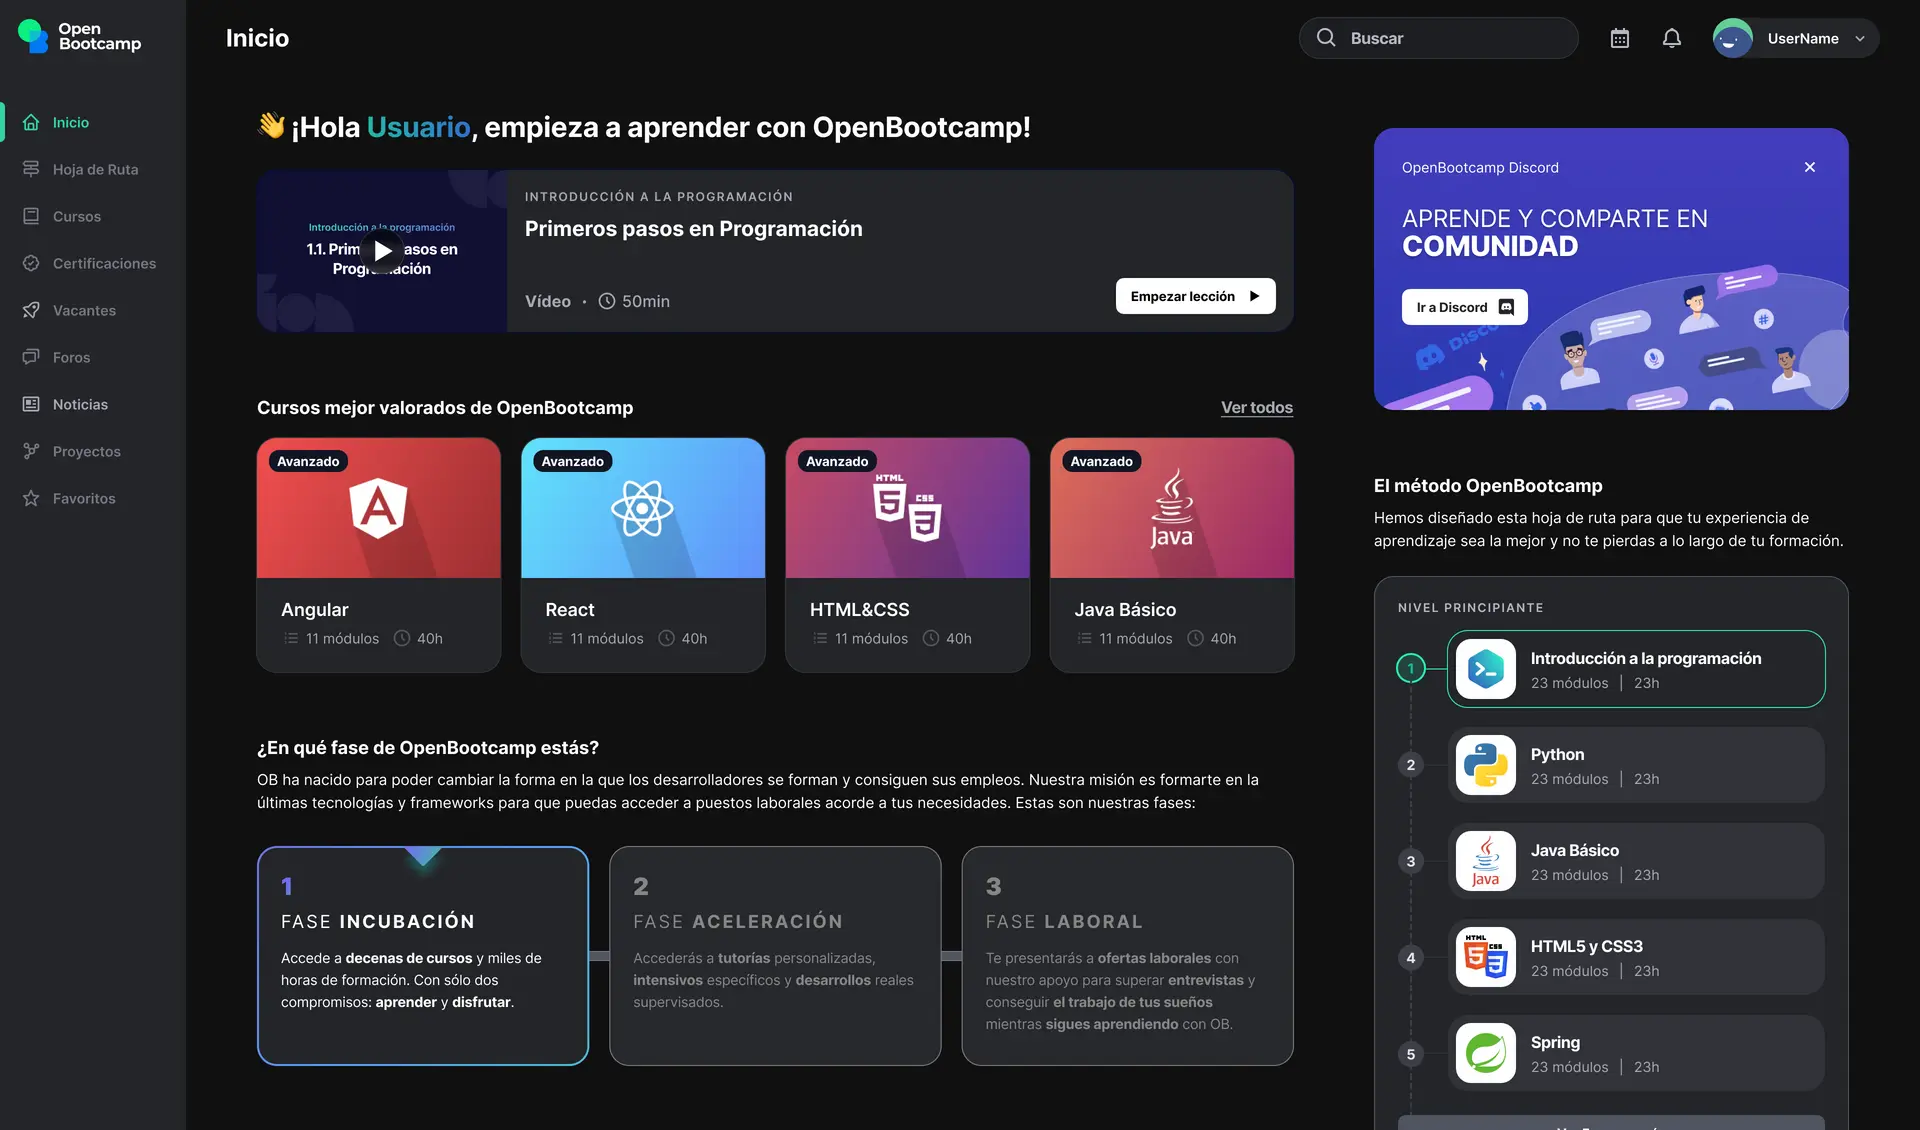 Open
Bootcamp
Inicio
Buscar
UserName
Inicio
Hoja de Ruta
Cursos
Certificaciones
Vacantes
Foros
Noticias
Proyectos
Favoritos
¡Hola Usuario, empieza a aprender con OpenBootcamp!
Introducción a la programación
1.1. Prim asos en
Prog ación
INTRODUCCIÓN A LA PROGRAMACIÓN
Primeros pasos en Programación
Vídeo · 50min
Empezar lección
Cursos mejor valorados de OpenBootcamp
Ver todos
Avanzado
Angular
11 módulos 40h
Avanzado
React
11 módulos 40h
Avanzado
HTML
5
CSS
3
HTML&CSS
11 módulos 40h
Avanzado
Java
Java Básico
11 módulos 40h
¿En qué fase de OpenBootcamp estás?
OB ha nacido para poder cambiar la forma en la que los desarrolladores se forman y consiguen sus empleos. Nuestra misión es formarte en la
últimas tecnologías y frameworks para que puedas acceder a puestos laborales acorde a tus necesidades. Estas son nuestras fases:
1
FASE INCUBACIÓN
Accede a decenas de cursos y miles de
horas de formación. Con sólo dos
compromisos: aprender y disfrutar.
2
FASE ACELERACIÓN
Accederás a tutorías personalizadas,
intensivos específicos y desarrollos reales
supervisados.
3
FASE LABORAL
Te presentarás a ofertas laborales con
nuestro apoyo para superar entrevistas y
conseguir el trabajo de tus sueños
mientras sigues aprendiendo con OB.
OpenBootcamp Discord
APRENDE Y COMPARTE EN
COMUNIDAD
Ir a Discord
Disco
#
El método OpenBootcamp
Hemos diseñado esta hoja de ruta para que tu experiencia de
aprendizaje sea la mejor y no te pierdas a lo largo de tu formación.
NIVEL PRINCIPIANTE
1
Introducción a la programación
23 módulos | 23h
2
Python
23 módulos | 23h
3
Java
Java Básico
23 módulos | 23h
4
HTML
5
CSS
3
HTML5 y CSS3
23 módulos | 23h
5
Spring
23 módulos | 23h